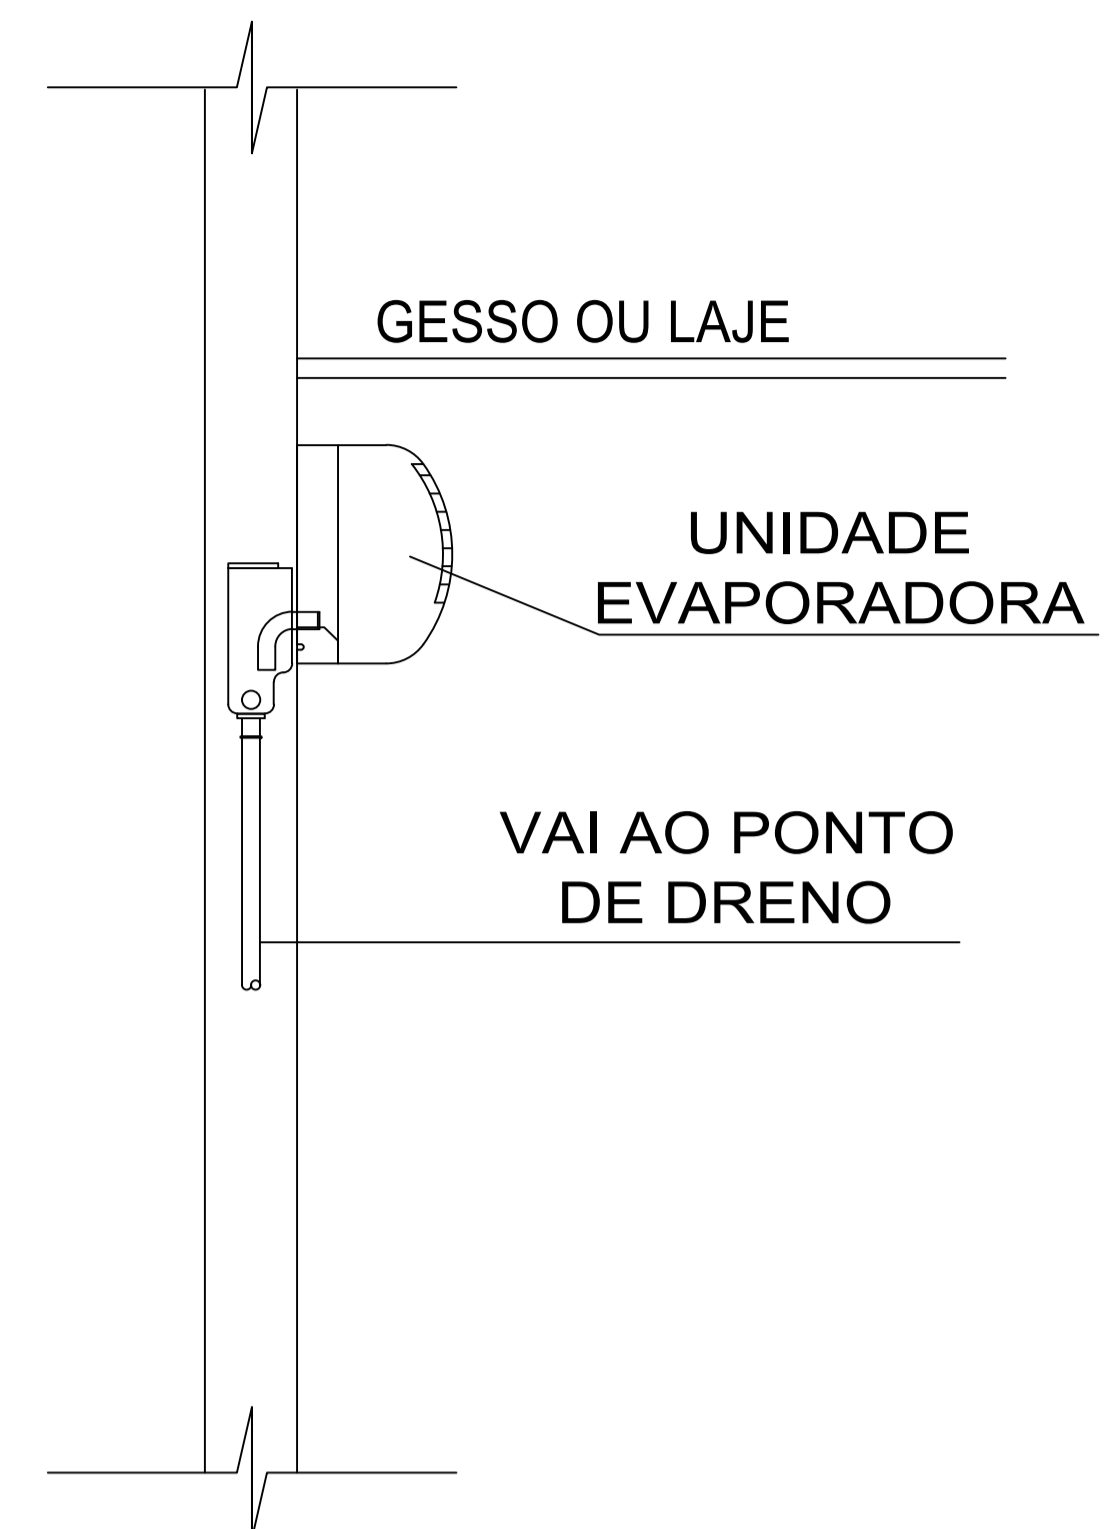 GESSO OU LAJE
UNIDADE
EVAPORADORA
VAI AO PONTO
DE DRENO